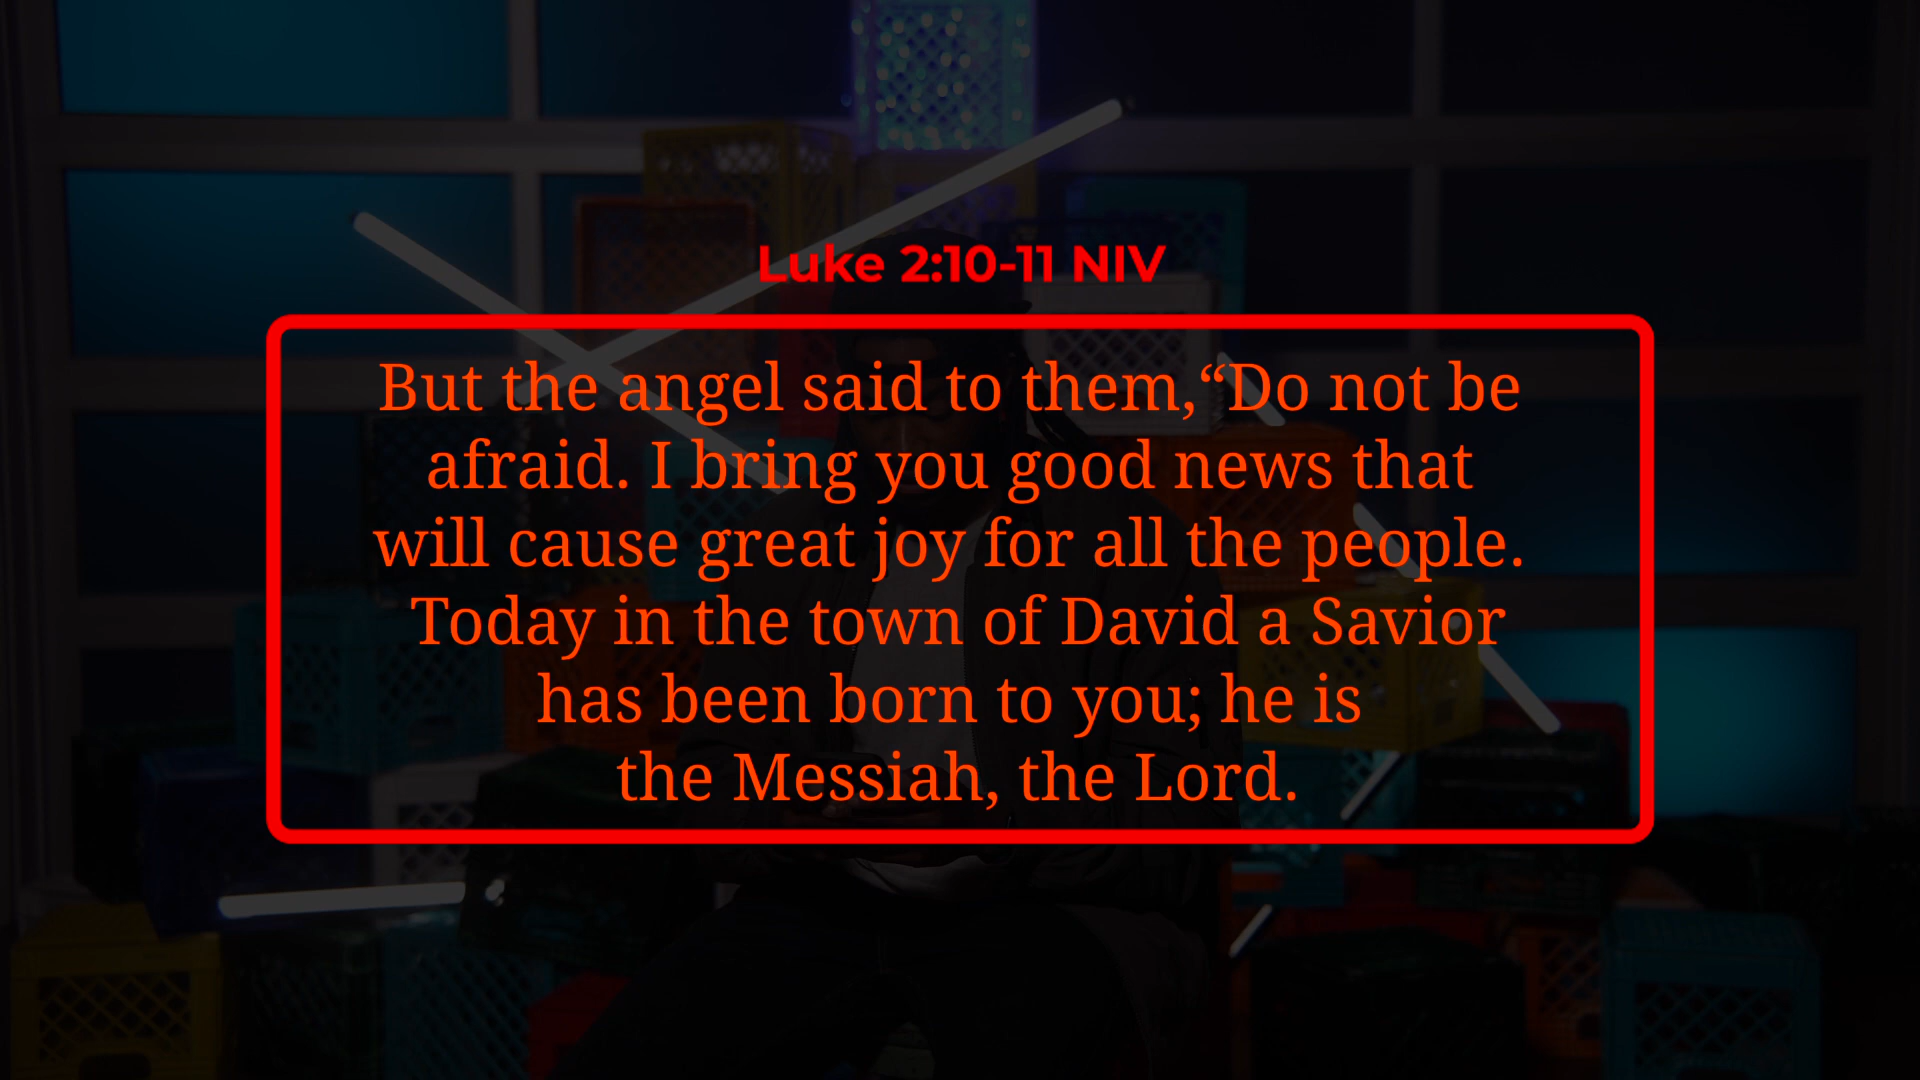 Luke 2:10-11 NIV
But the angel said to them,“Do not be
afraid. I bring you good news that
will cause great joy for all the people.
Today in the town of David a Savior
has been born to you; he is
the Messiah, the Lord.